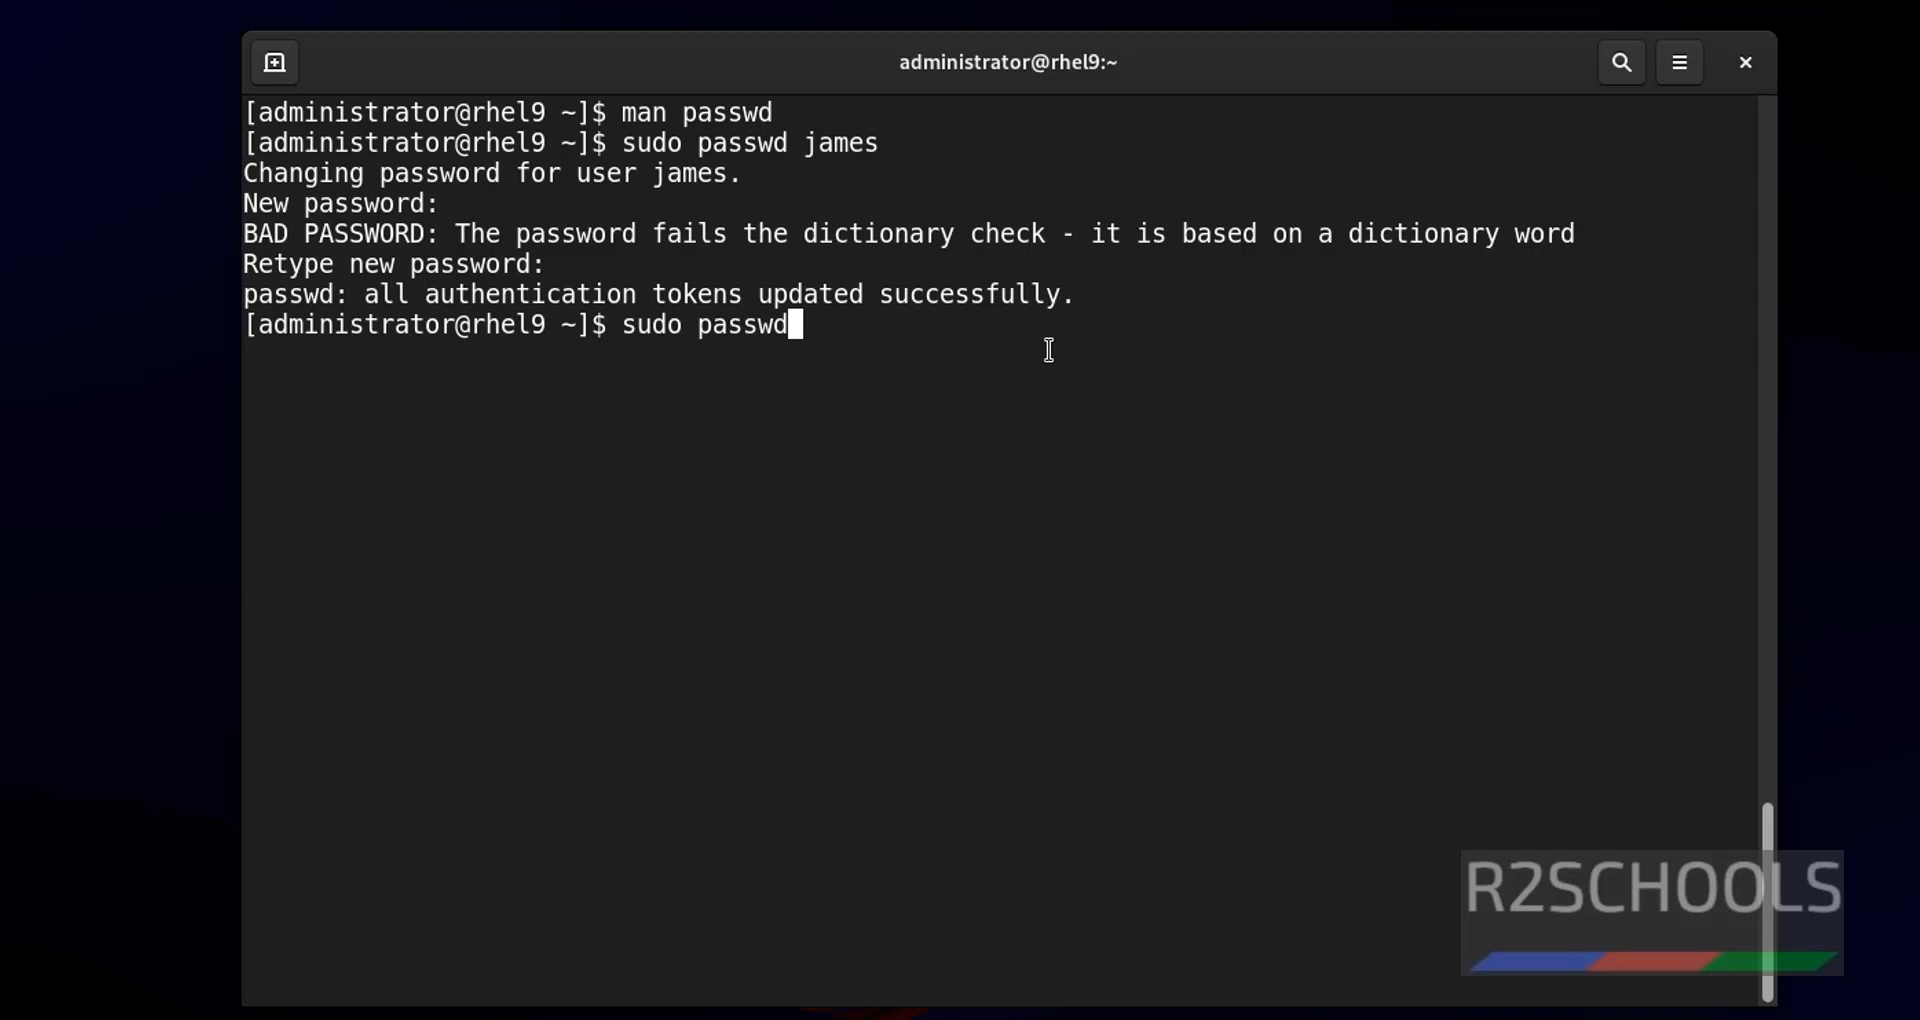 administrator@rhel9:~
[administrator@rhel9 ~]$ man passwd
[administrator@rhel9 ~]$ sudo passwd james
Changing password for user james.
New password:
BAD PASSWORD: The password fails the dictionary check - it is based on a dictionary word
Retype new password:
passwd: all authentication tokens updated successfully.
[administrator@rhel9 ~]$ sudo passwd
R2SCHOOLS